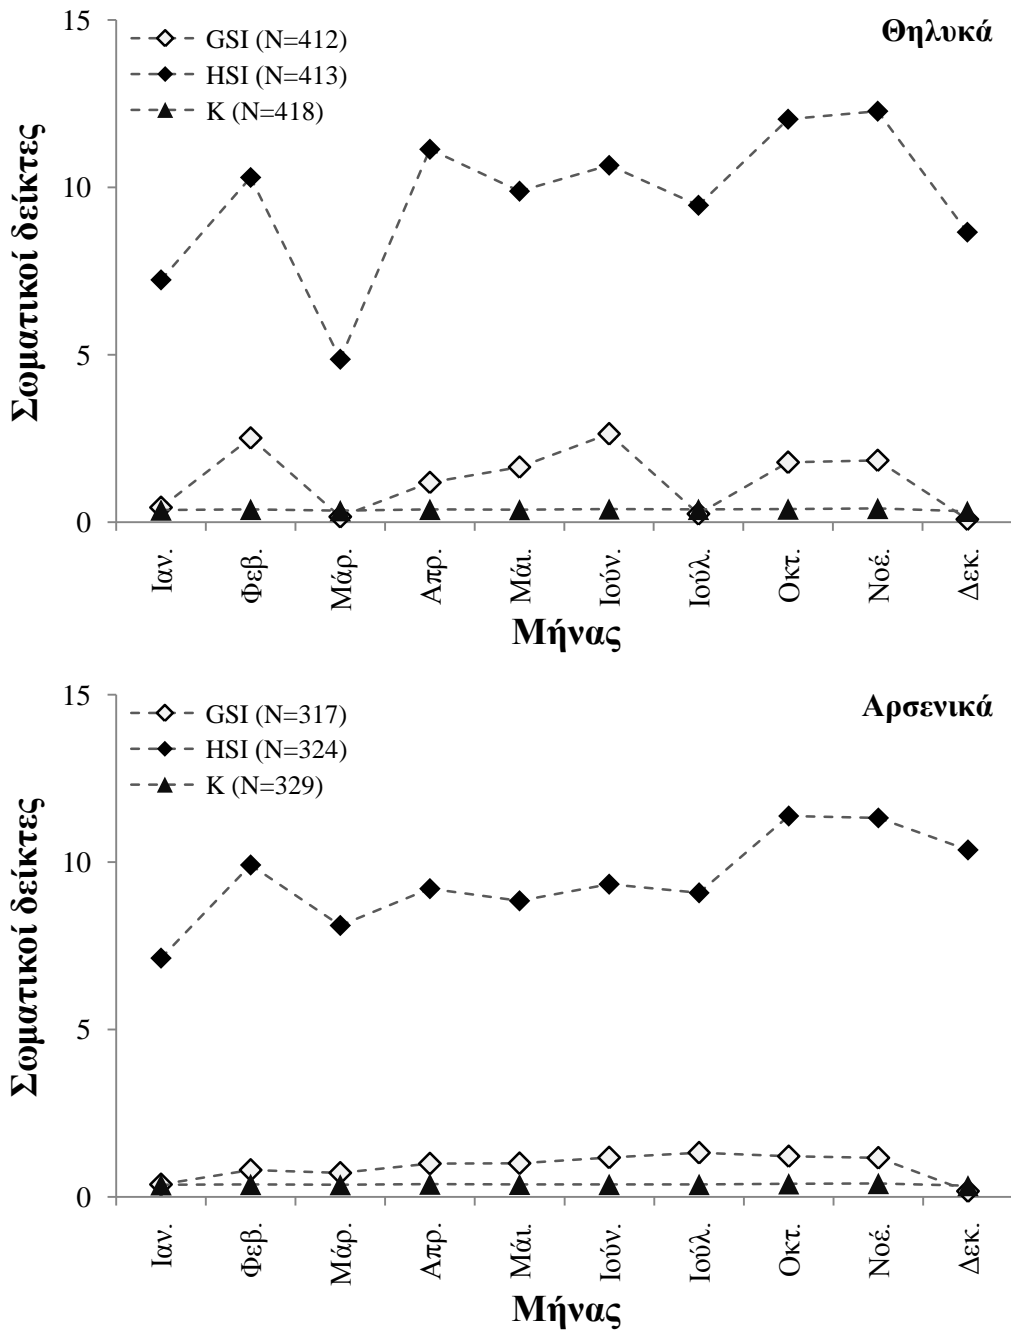 Θηλυκά
GSI (N=412)
HSI (N=413)
K (N=418)
Σωματικοί δείκτες
15
10
5
0
Ιαν.
Φεβ.
Μάρ.
Απρ.
Μάι.
Ιούν.
Ιούλ.
Οκτ.
Νοέ.
Δεκ.
Μήνας
Αρσενικά
GSI (N=317)
HSI (N=324)
K (N=329)
Σωματικοί δείκτες
15
10
5
0
Ιαν.
Φεβ.
Μάρ.
Απρ.
Μάι.
Ιούν.
Ιούλ.
Οκτ.
Νοέ.
Δεκ.
Μήνας